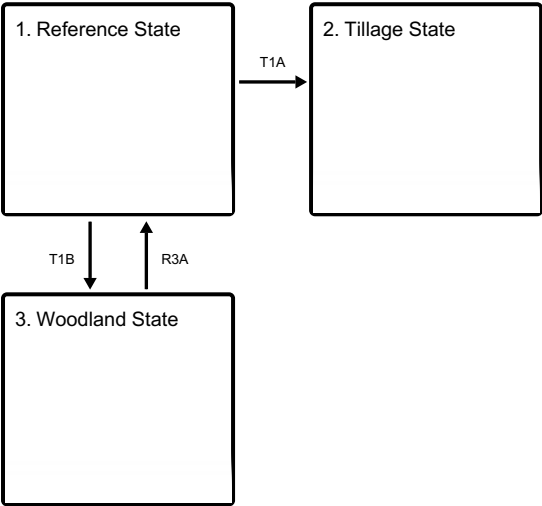 1. Reference State
2. Tillage State
T1A
T1B
R3A
3. Woodland State